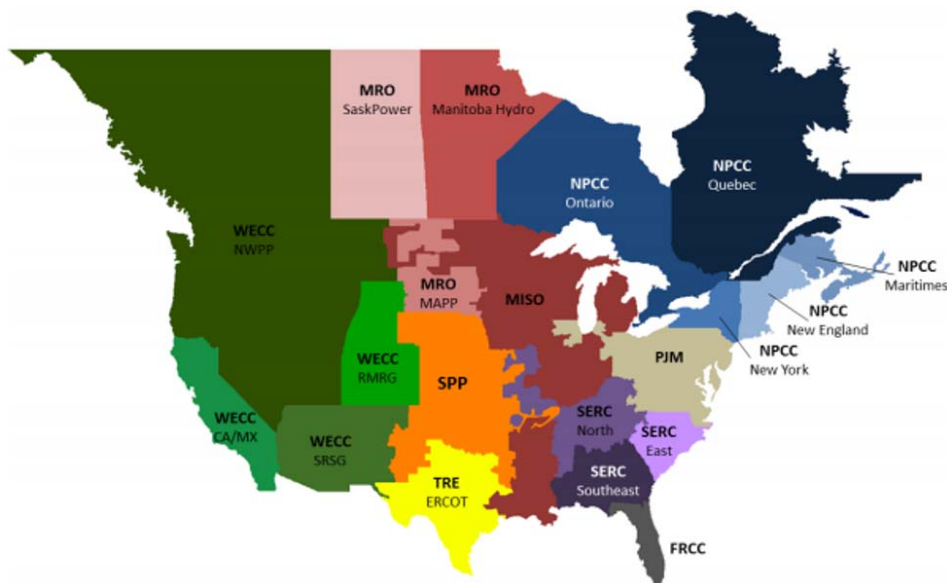 MRO
SaskPower
MRO
Manitoba Hydro
NPCC
Quebec
NPCC
Ontario
WECC
NWPP
NPCC
Maritimes
MRO
MAPP
MISO
NPCC
New England
WECC
RMRG
SPP
PJM
NPCC
New York
WECC
CA/MX
WECC
SRSG
SERC
North
SERC
East
SERC
Southeast
TRE
ERCOT
FRCC